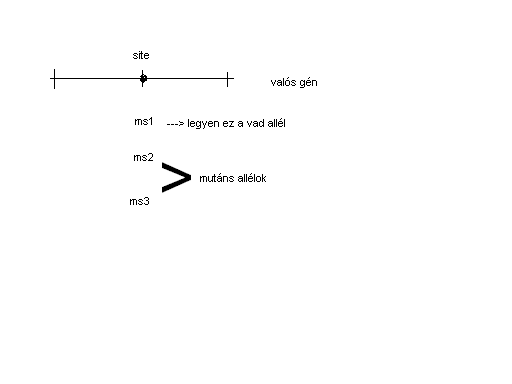 site
valós gén
ms1 ---> legyen ez a vad allél
ms2
mutáns allélok
ms3